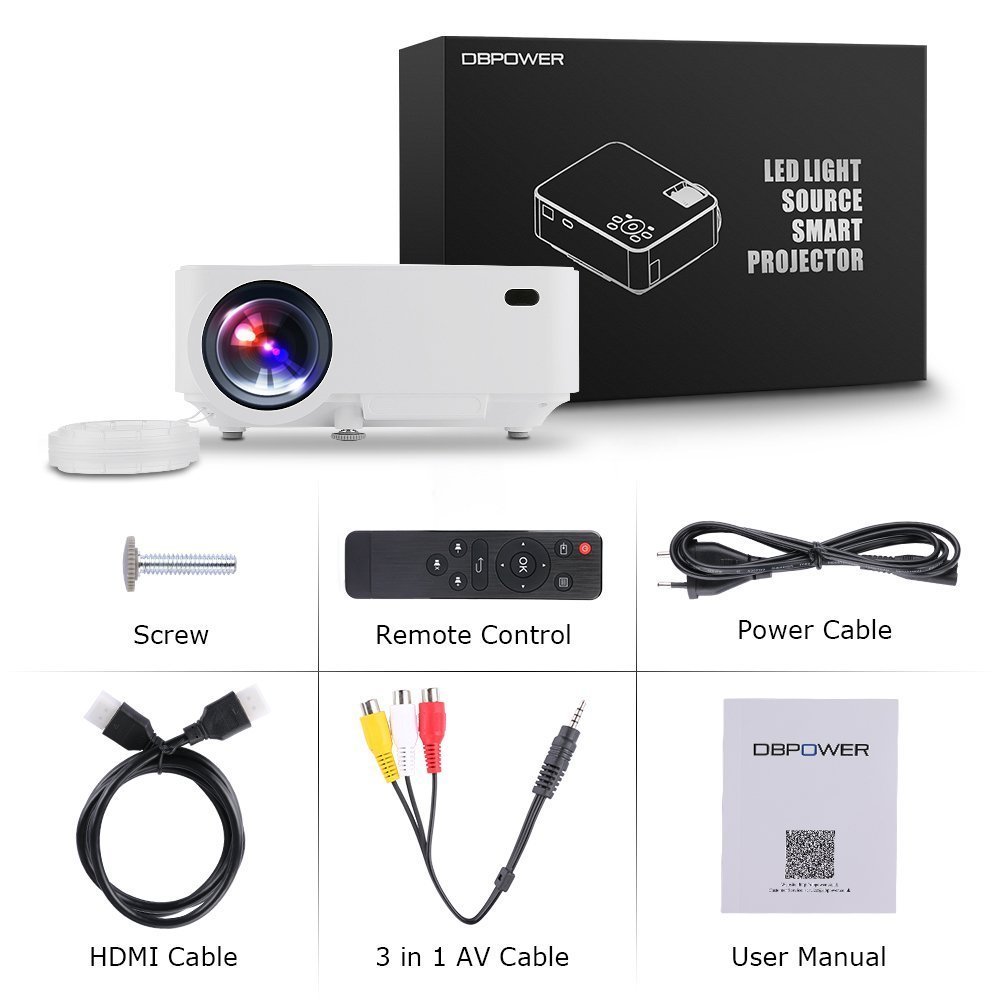 DBPOWER
LED LIGHT
SOURCE
SMART
PROJECTOR
Screw
OK
Remote Control
Power Cable
HDMI Cable
3 in 1 AV Cable
DBPOWER
User Manual